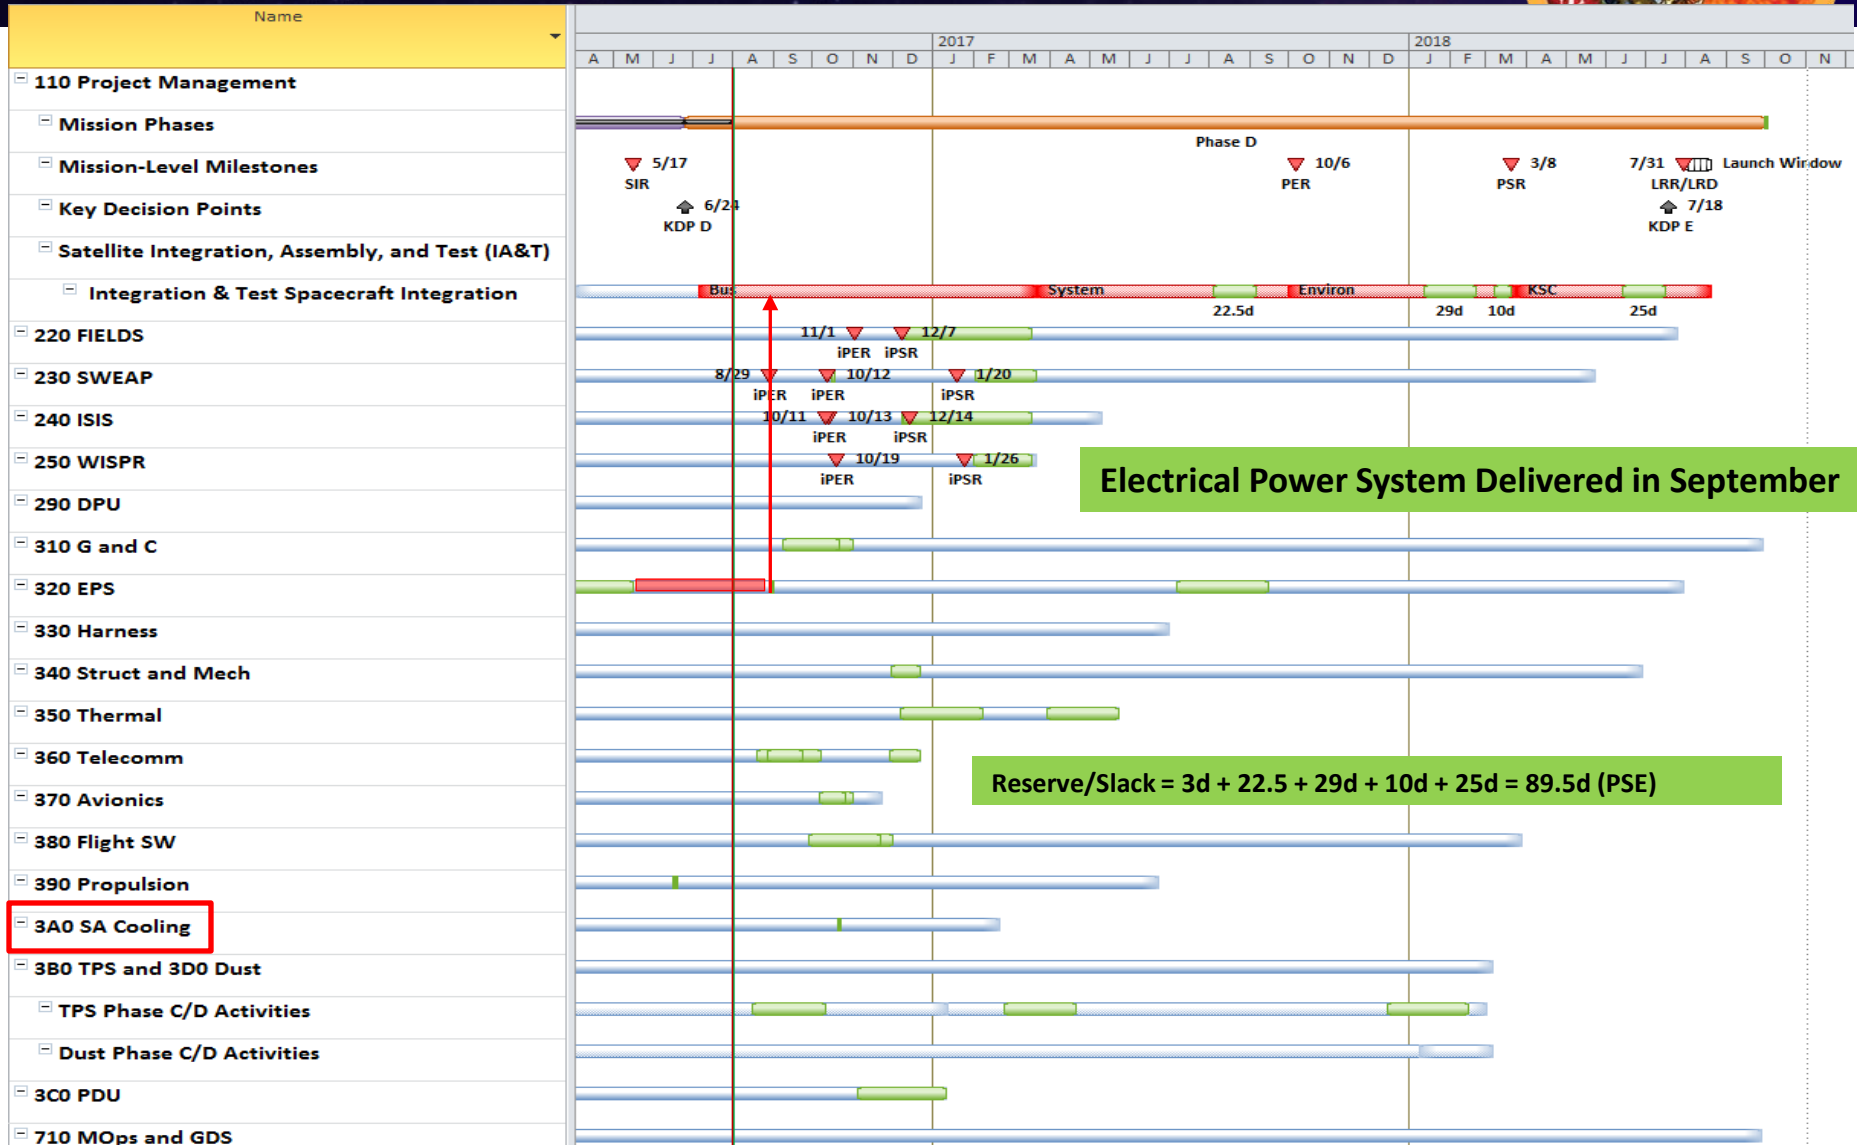 Name
2017 2018
A M J J A S O N D J F M A M J J A S O N D J F M A M J J A S O N
110 Project Management
Mission Phases
Phase D
Mission-Level Milestones
5/17 10/6 3/8 7/31 Launch Window
SIR PER PSR LRR/LRD
Key Decision Points
6/24 7/18
KDP D KDP E
Satellite Integration, Assembly, and Test (IA&T)
Integration & Test Spacecraft Integration
Bus System Environ KSC
22.5d 29d 10d 25d
220 FIELDS
11/1 12/7
iPER iPSR
230 SWEAP
8/29 10/12 1/20
iPER iPER iPSR
240 ISIS
10/11 10/13 12/14
iPER iPSR
250 WISPR
10/19 1/26
iPER iPSR
Electrical Power System Delivered in September
290 DPU
310 G and C
320 EPS
330 Harness
340 Struct and Mech
350 Thermal
360 Telecomm
Reserve/Slack = 3d + 22.5 + 29d + 10d + 25d = 89.5d (PSE)
370 Avionics
380 Flight SW
390 Propulsion
3A0 SA Cooling
3B0 TPS and 3D0 Dust
TPS Phase C/D Activities
Dust Phase C/D Activities
3C0 PDU
710 MOps and GDS